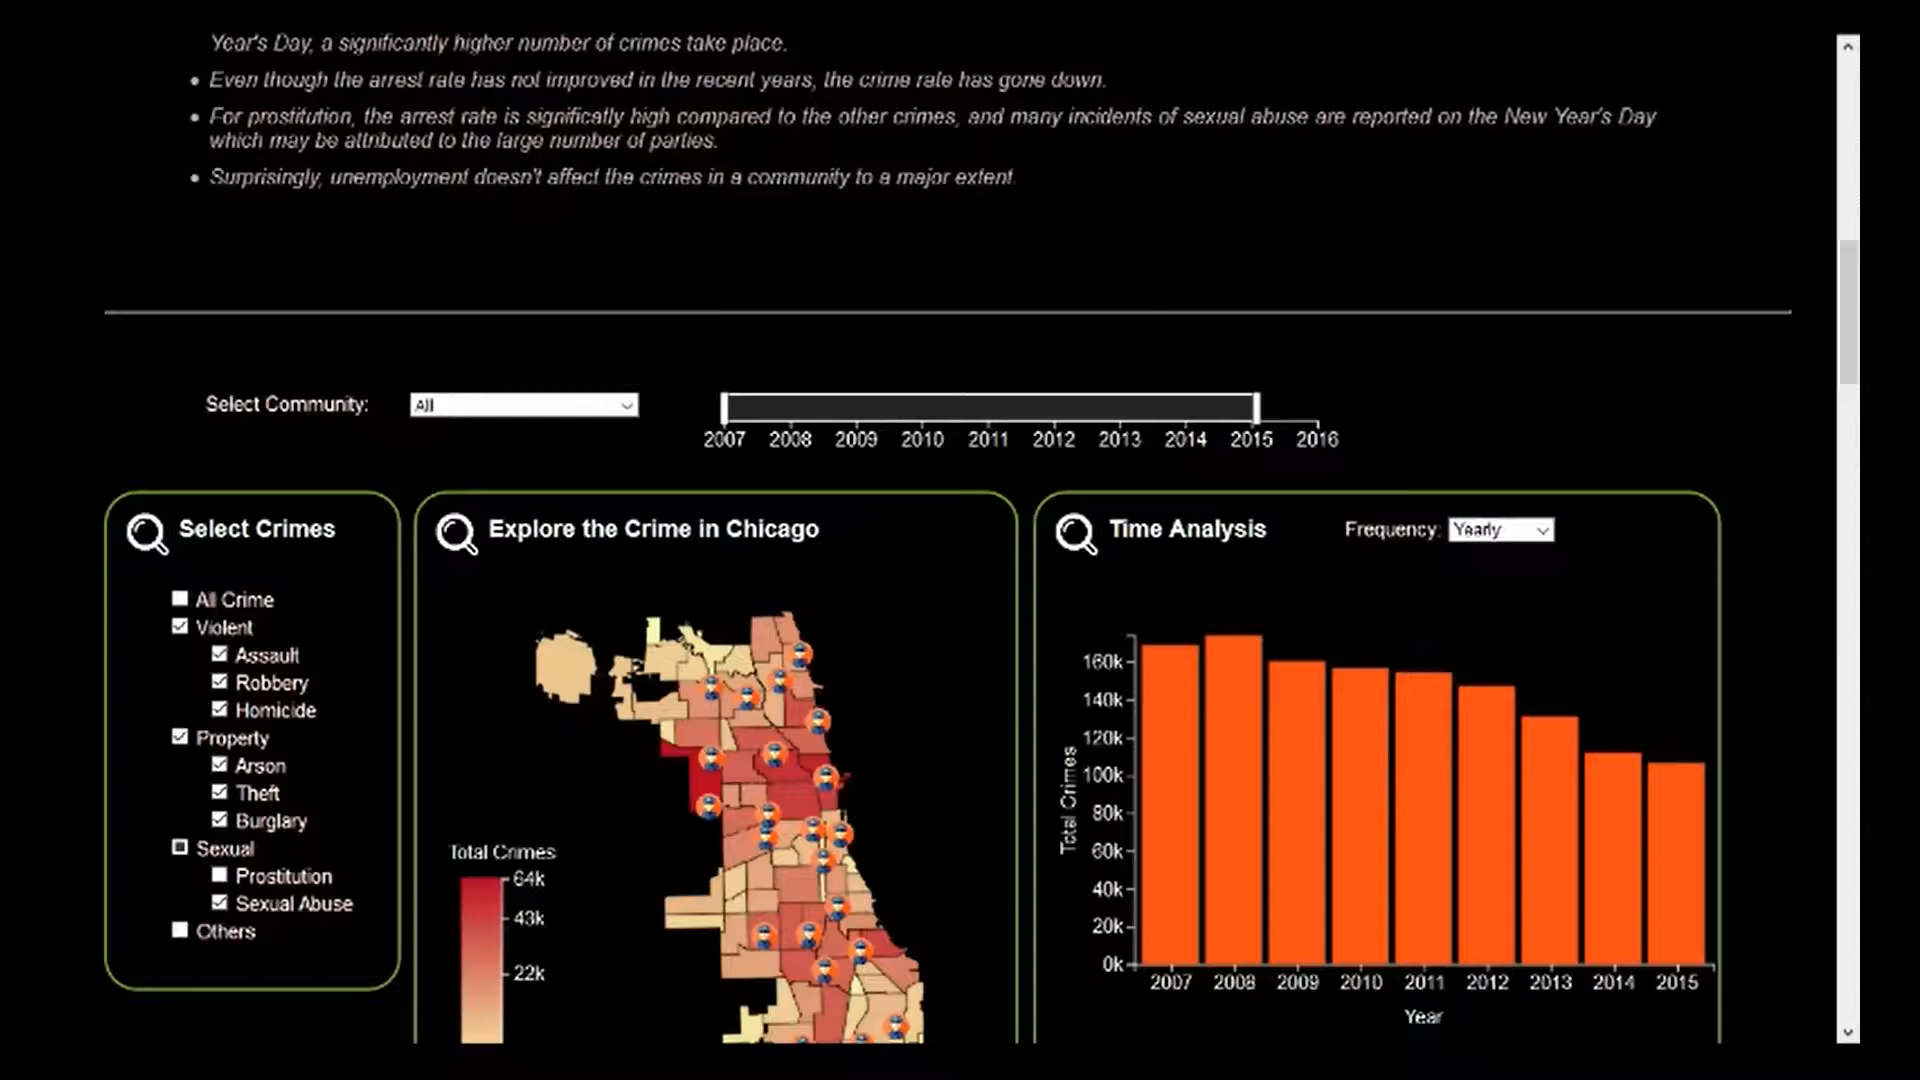 Year's Day, a significantly higher number of crimes take place.
• Even though the arrest rate has not improved in the recent years, the crime rate has gone down.
• For prostitution, the arrest rate is significatly high compared to the other crimes, and many incidents of sexual abuse are reported on the New Year's Day
which may be attributed to the large number of parties.
• Surprisingly, unemployment doesn't affect the crimes in a community to a major extent.
Select Community: All
2007 2008 2009 2010 2011 2012 2013 2014 2015 2016
Select Crimes
All Crime
Violent
Assault
Robbery
Homicide
Property
Arson
Theft
Burglary
Sexual
Prostitution
Sexual Abuse
Others
Explore the Crime in Chicago
Total Crimes
64k
43k
22k
Time Analysis
Frequency: Yearly
Total Crimes
160k
140k
120k
100k
80k
60k
40k
20k
0k
2007 2008 2009 2010 2011 2012 2013 2014 2015
Year